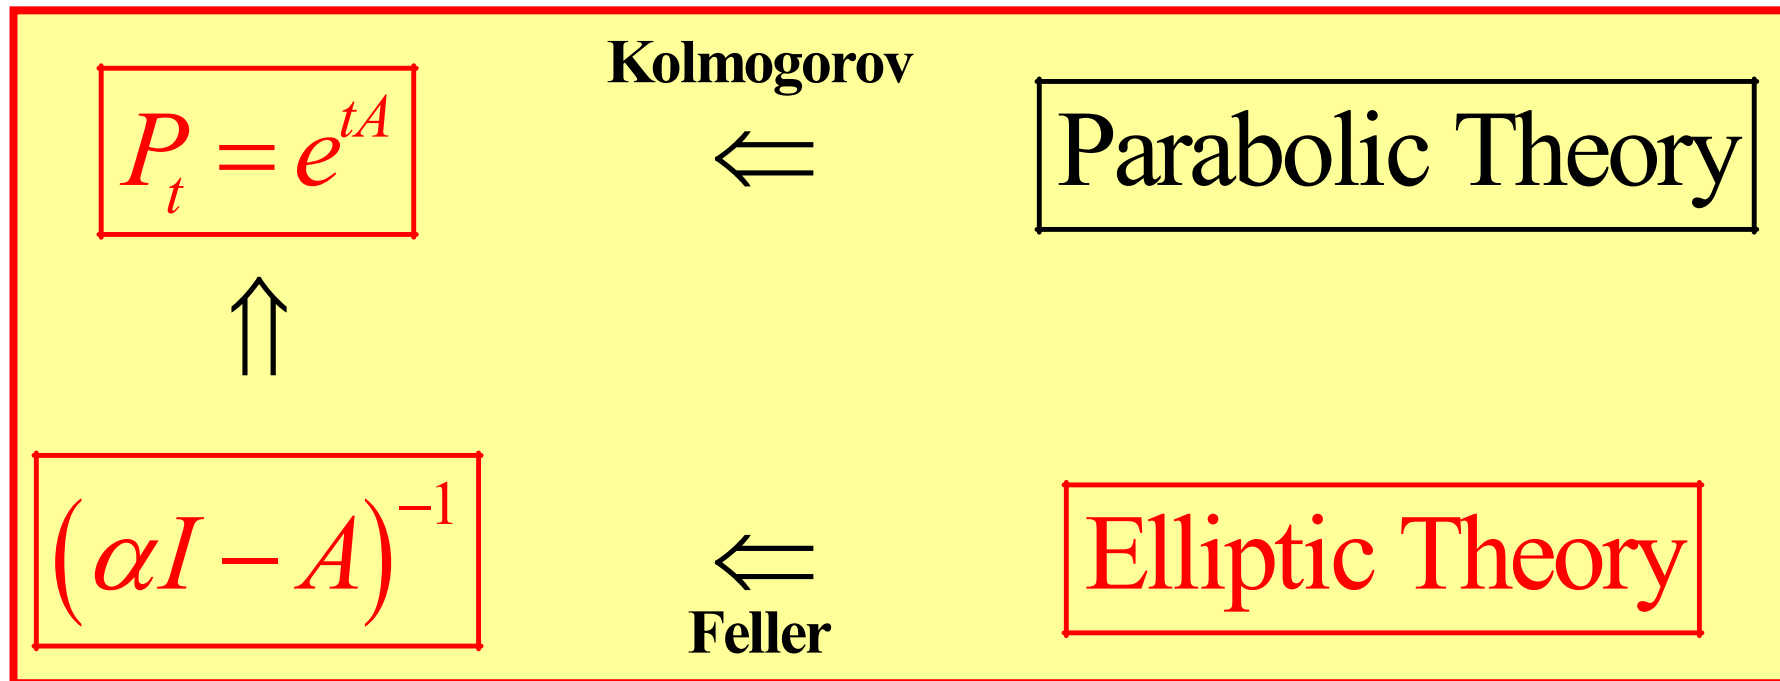 Kolmogorov
P_t = e^{tA} ⇐ Parabolic Theory
⇑
(αI − A)^{−1} ⇐ Elliptic Theory
Feller